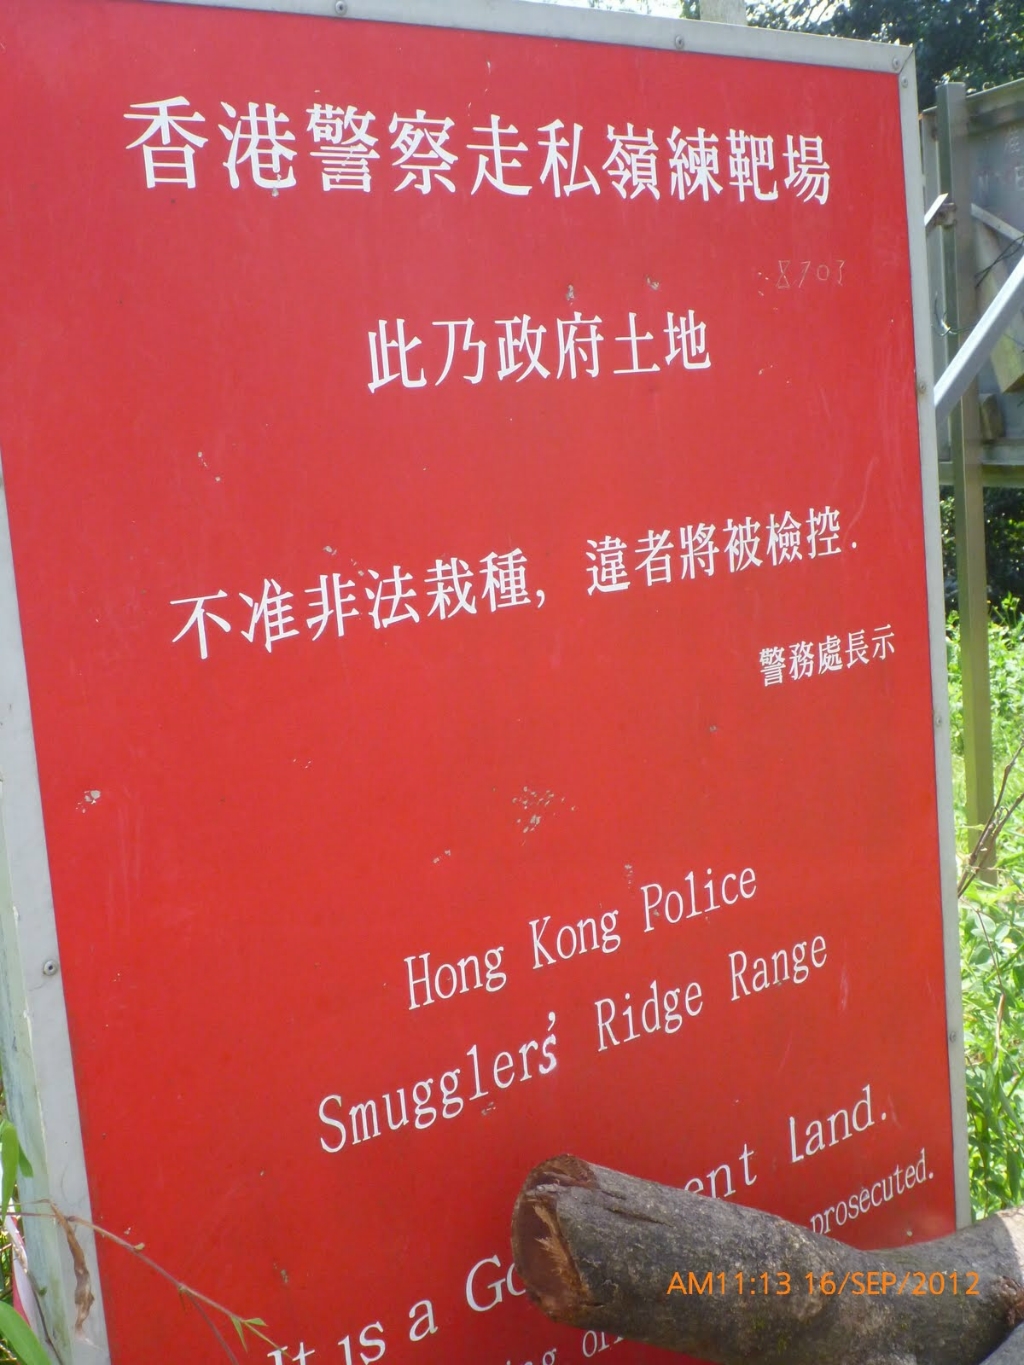 香港警察走私嶺練靶場
8703
此乃政府土地
不准非法栽種，違者將被檢控.
警務處長示
Hong Kong Police
Smugglers' Ridge Range
It is a Go ent Land.
prosecuted.
AM11:13 16/SEP/2012